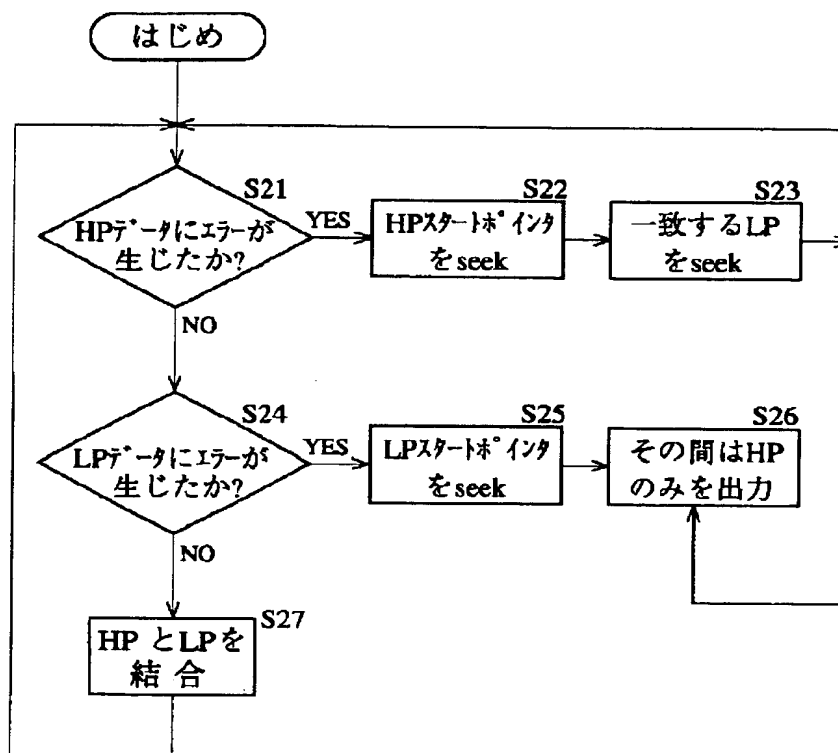 はじめ
S21
HPデータにエラーが
生じたか?
YES
NO
S22
HPスタートポインタ
をseek
S23
一致するLP
をseek
S24
LPデータにエラーが
生じたか?
YES
NO
S25
LPスタートポインタ
をseek
S26
その間はHP
のみを出力
S27
HPとLPを
結合